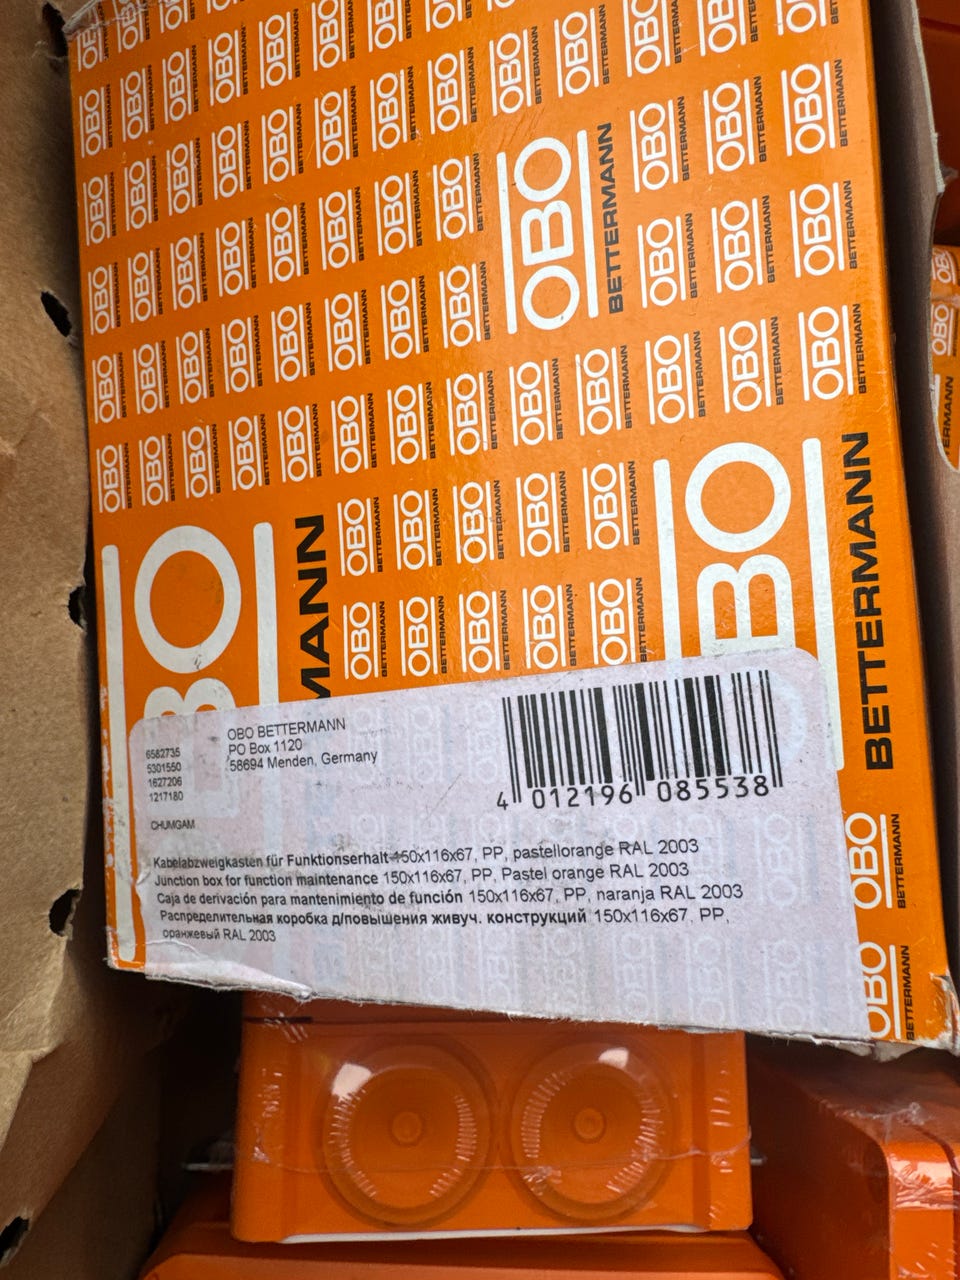 OBO
BETTERMANN
OBO
BETTERMANN
OBO BETTERMANN
PO Box 1120
58694 Menden, Germany
6582735
5301550
1627206
1217180
CHUMGAM
4 012196 085538
Kabelabzweigkasten für Funktionserhalt 150x116x67, PP, pastellorange RAL 2003
Junction box for function maintenance 150x116x67, PP, Pastel orange RAL 2003
Caja de derivación para mantenimiento de función 150x116x67, PP, naranja RAL 2003
Распределительная коробка д/повышения живуч. конструкций 150x116x67, PP,
оранжевый RAL 2003